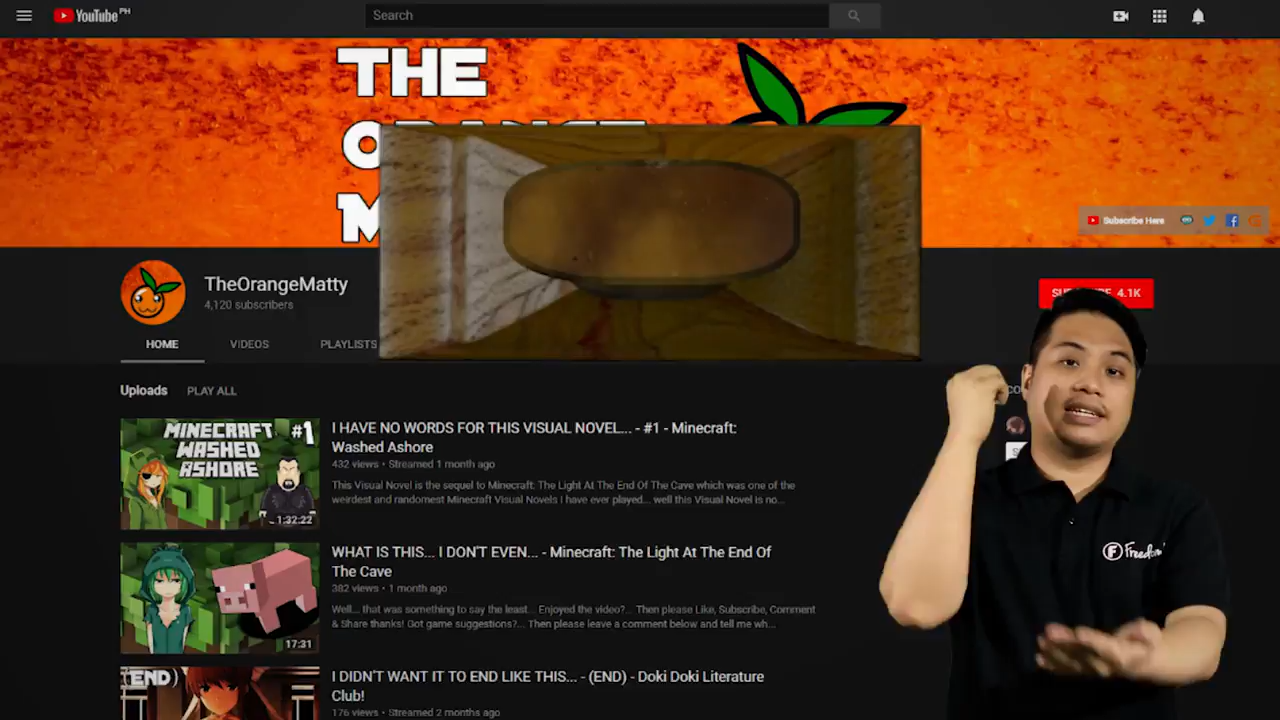 YouTube PH
Search
THE
Subscribe Here
TheOrangeMatty
4,120 subscribers
4.1K
HOME VIDEOS PLAYLISTS
Uploads PLAY ALL
MINECRAFT #1
WASHED
ASHORE
1:32:22
I HAVE NO WORDS FOR THIS VISUAL NOVEL... - #1 - Minecraft:
Washed Ashore
432 views • Streamed 1 month ago
This Visual Novel is the sequel to Minecraft: The Light At The End Of The Cave which was one of the
weirdest and randomest Minecraft Visual Novels I have ever played... well this Visual Novel is no...
17:31
WHAT IS THIS... I DON'T EVEN... - Minecraft: The Light At The End Of
The Cave
382 views • 1 month ago
Well... that was something to say the least... Enjoyed the video?... Then please Like, Subscribe, Comment
& Share thanks! Got game suggestions?... Then please leave a comment below and tell me wh...
(END)
I DIDN'T WANT IT TO END LIKE THIS... - (END) - Doki Doki Literature
Club!
176 views • Streamed 2 months ago
Freedom!